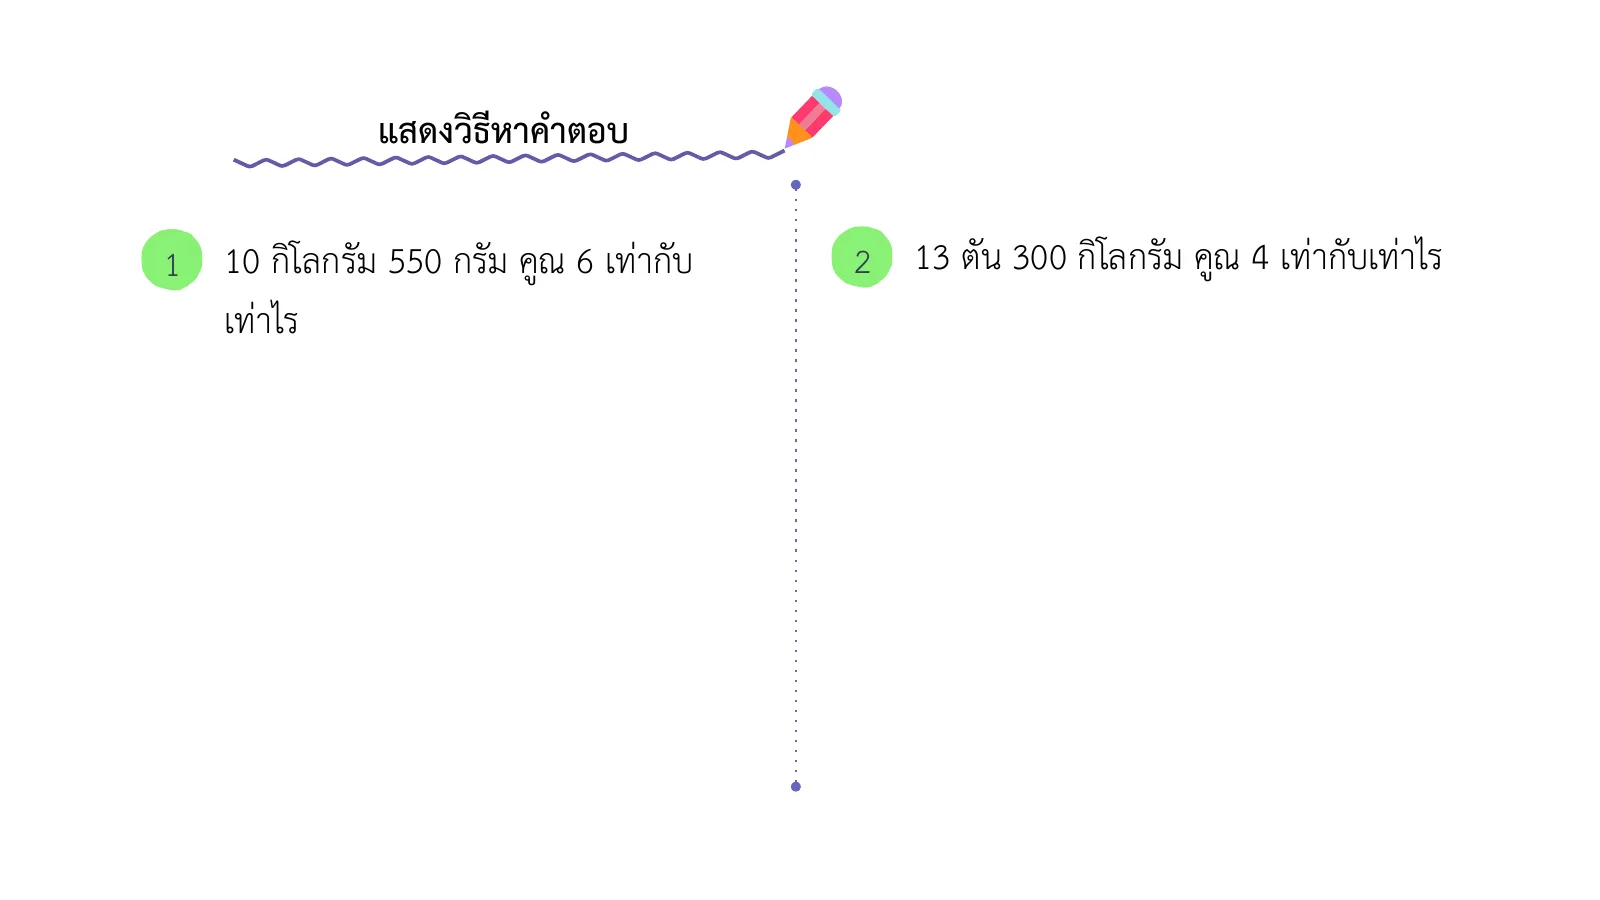 แสดงวิธีหาคำตอบ
1
10 กิโลกรัม 550 กรัม คูณ 6 เท่ากับ
เท่าไร
2
13 ตัน 300 กิโลกรัม คูณ 4 เท่ากับเท่าไร